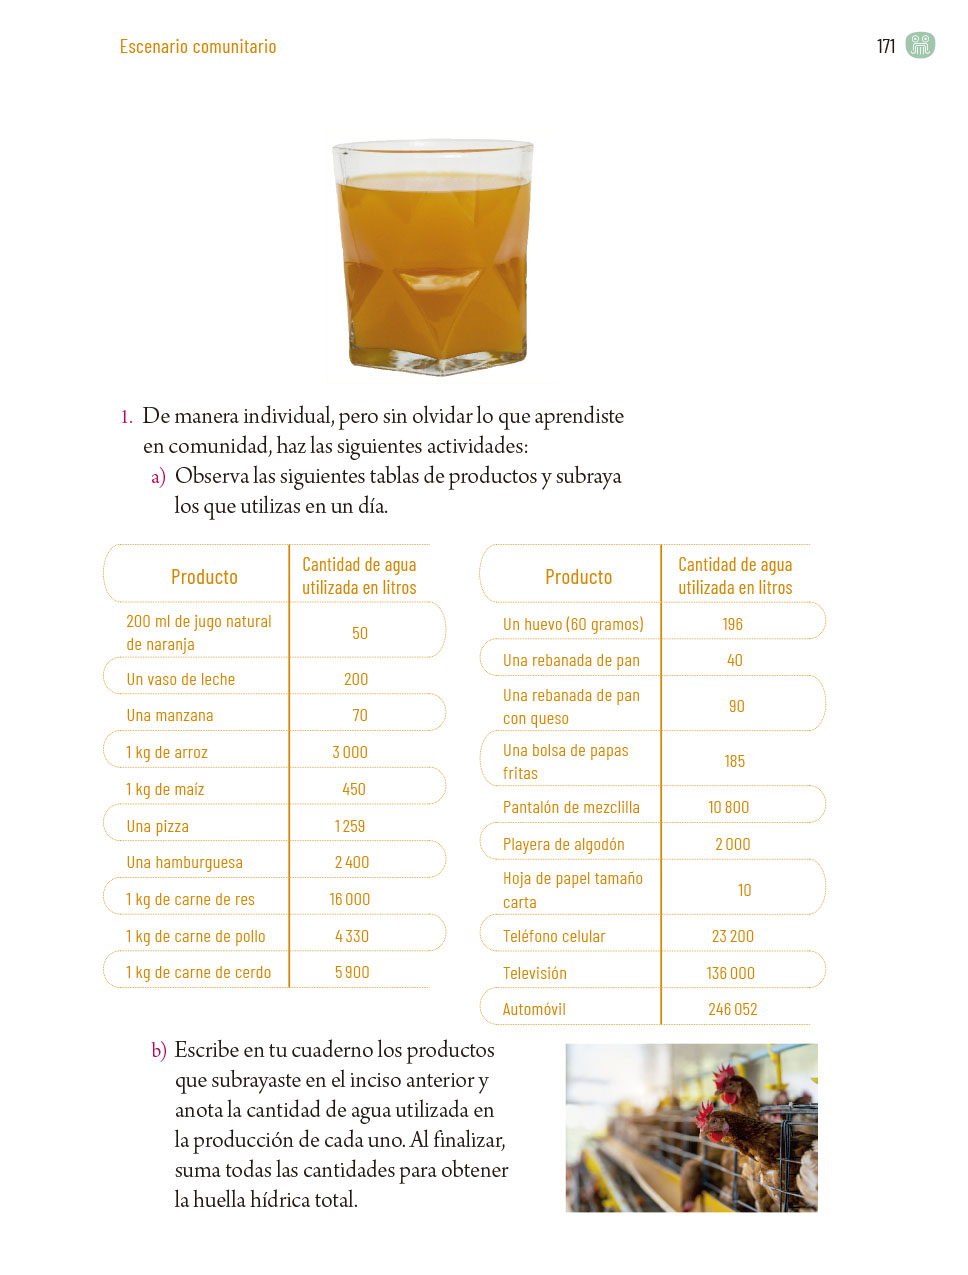 Escenario comunitario
171
1. De manera individual, pero sin olvidar lo que aprendiste
en comunidad, haz las siguientes actividades:
a) Observa las siguientes tablas de productos y subraya
los que utilizas en un día.
Producto
Cantidad de agua
utilizada en litros
200 ml de jugo natural
de naranja
50
Un vaso de leche 200
Una manzana 70
1 kg de arroz 3 000
1 kg de maíz 450
Una pizza 1 259
Una hamburguesa 2 400
1 kg de carne de res 16 000
1 kg de carne de pollo 4 330
1 kg de carne de cerdo 5 900
Producto
Cantidad de agua
utilizada en litros
Un huevo (60 gramos) 196
Una rebanada de pan 40
Una rebanada de pan
con queso
90
Una bolsa de papas
fritas
185
Pantalón de mezclilla 10 800
Playera de algodón 2 000
Hoja de papel tamaño
carta
10
Teléfono celular 23 200
Televisión 136 000
Automóvil 246 052
b) Escribe en tu cuaderno los productos
que subrayaste en el inciso anterior y
anota la cantidad de agua utilizada en
la producción de cada uno. Al finalizar,
suma todas las cantidades para obtener
la huella hídrica total.